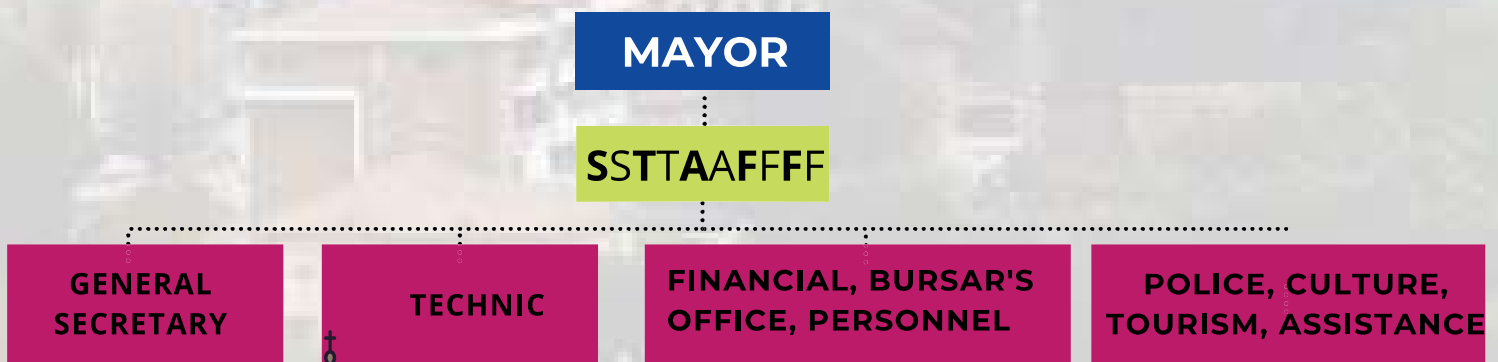 MAYOR
SSTTAAFFFF
GENERAL
SECRETARY
TECHNIC
FINANCIAL, BURSAR'S
OFFICE, PERSONNEL
POLICE, CULTURE,
TOURISM, ASSISTANCE